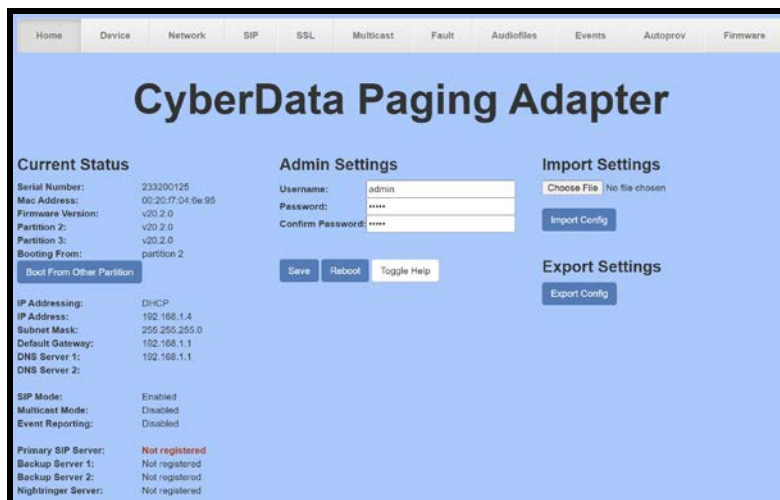 Home Device Network SIP SSL Multicast Fault Audiofiles Events Autoprov Firmware
CyberData Paging Adapter
Current Status
Serial Number: 233200125
Mac Address: 00:20:f7:04:6e:95
Firmware Version: v20.2.0
Partition 2: v20.2.0
Partition 3: v20.2.0
Booting From: partition 2
Boot From Other Partition
IP Addressing: DHCP
IP Address: 192.168.1.4
Subnet Mask: 255.255.255.0
Default Gateway: 192.168.1.1
DNS Server 1: 192.168.1.1
DNS Server 2:
SIP Mode: Enabled
Multicast Mode: Disabled
Event Reporting: Disabled
Primary SIP Server: Not registered
Backup Server 1: Not registered
Backup Server 2: Not registered
Nightringer Server: Not registered
Admin Settings
Username: admin
Password: •••••
Confirm Password: •••••
Save Reboot Toggle Help
Import Settings
Choose File No file chosen
Import Config
Export Settings
Export Config